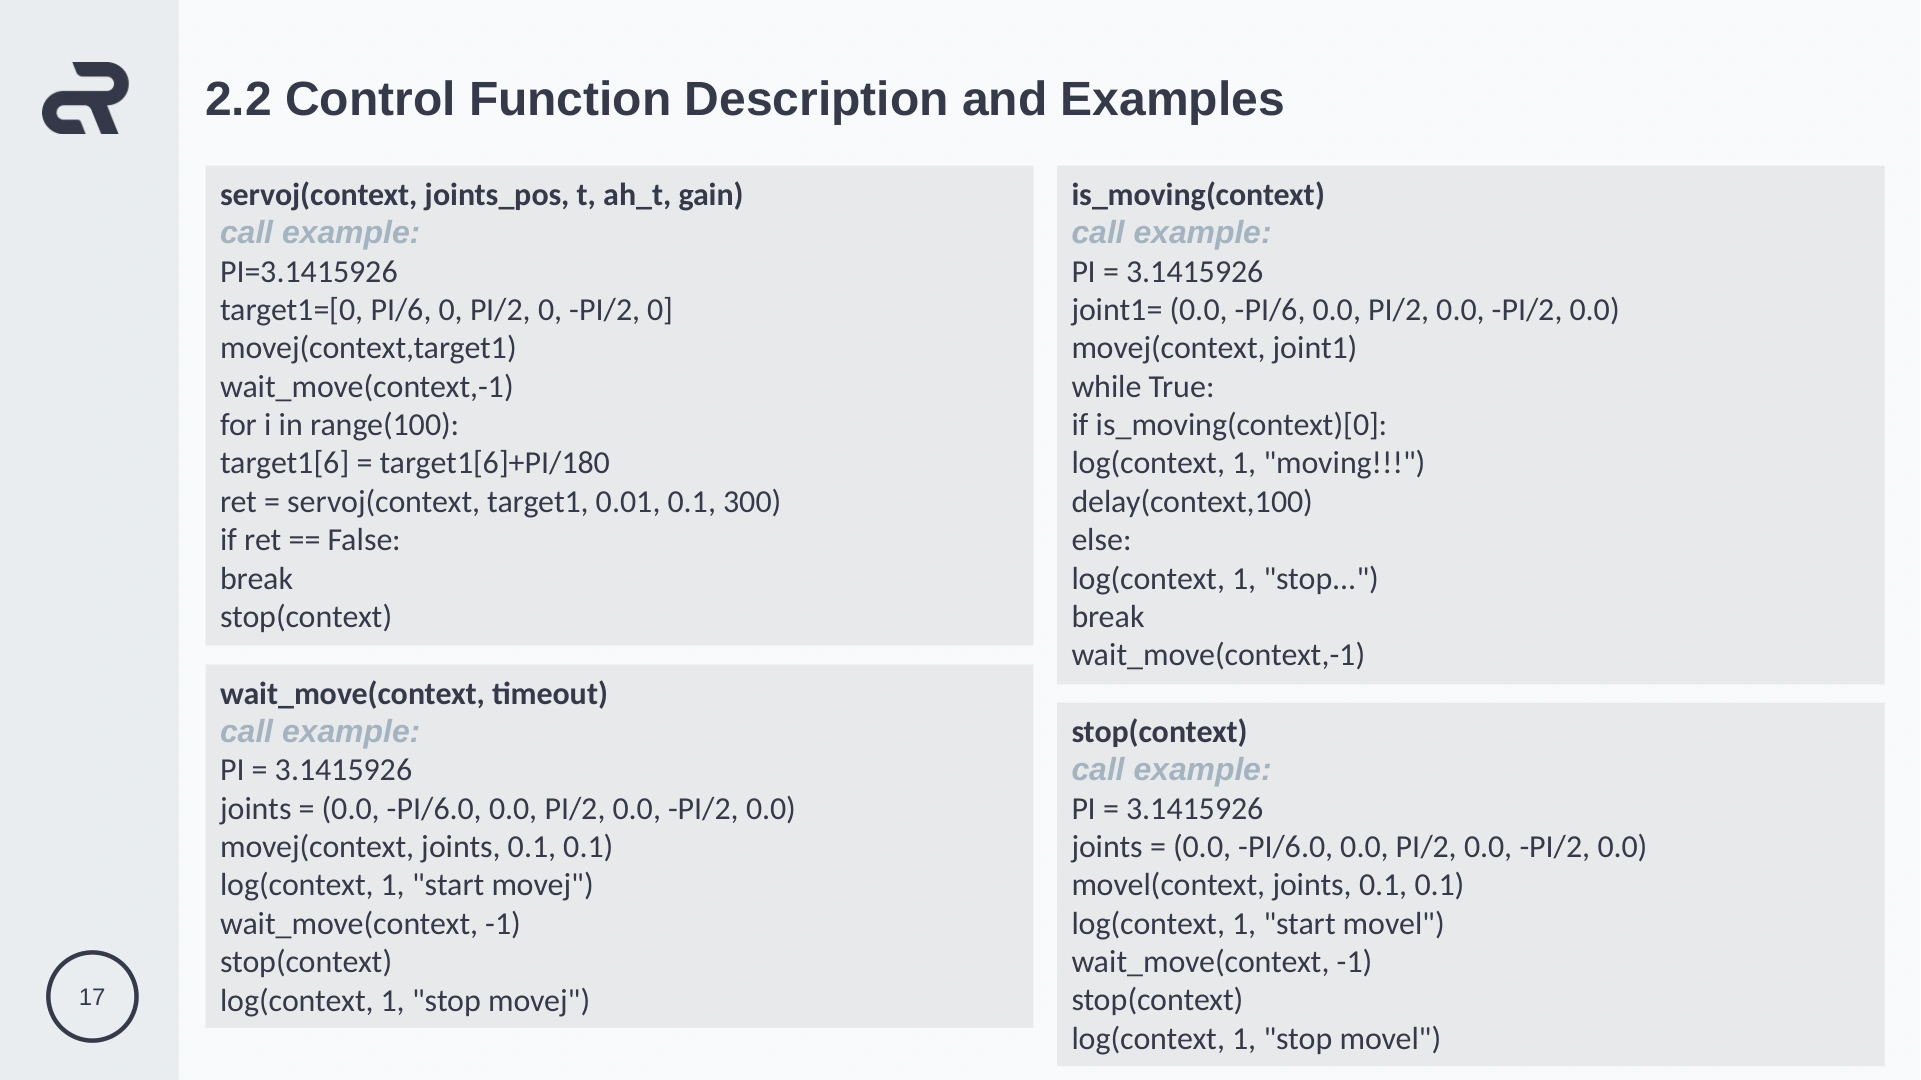 2.2 Control Function Description and Examples
servoj(context, joints_pos, t, ah_t, gain)
call example:
PI=3.1415926
target1=[0, PI/6, 0, PI/2, 0, -PI/2, 0]
movej(context,target1)
wait_move(context,-1)
for i in range(100):
target1[6] = target1[6]+PI/180
ret = servoj(context, target1, 0.01, 0.1, 300)
if ret == False:
break
stop(context)
wait_move(context, timeout)
call example:
PI = 3.1415926
joints = (0.0, -PI/6.0, 0.0, PI/2, 0.0, -PI/2, 0.0)
movej(context, joints, 0.1, 0.1)
log(context, 1, "start movej")
wait_move(context, -1)
stop(context)
log(context, 1, "stop movej")
is_moving(context)
call example:
PI = 3.1415926
joint1= (0.0, -PI/6, 0.0, PI/2, 0.0, -PI/2, 0.0)
movej(context, joint1)
while True:
if is_moving(context)[0]:
log(context, 1, "moving!!!")
delay(context,100)
else:
log(context, 1, "stop...")
break
wait_move(context,-1)
stop(context)
call example:
PI = 3.1415926
joints = (0.0, -PI/6.0, 0.0, PI/2, 0.0, -PI/2, 0.0)
movel(context, joints, 0.1, 0.1)
log(context, 1, "start movel")
wait_move(context, -1)
stop(context)
log(context, 1, "stop movel")
17